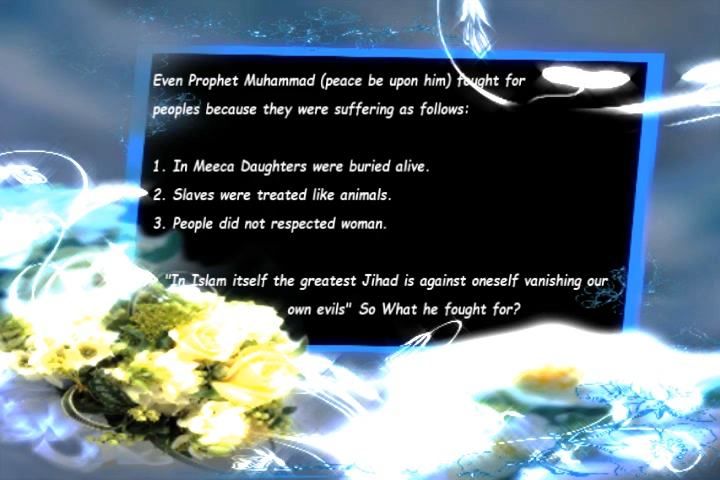 Even Prophet Muhammad (peace be upon him) fought for
peoples because they were suffering as follows:
1. In Meeca Daughters were buried alive.
2. Slaves were treated like animals.
3. People did not respected woman.
"In Islam itself the greatest Jihad is against oneself vanishing our
own evils" So What he fought for?